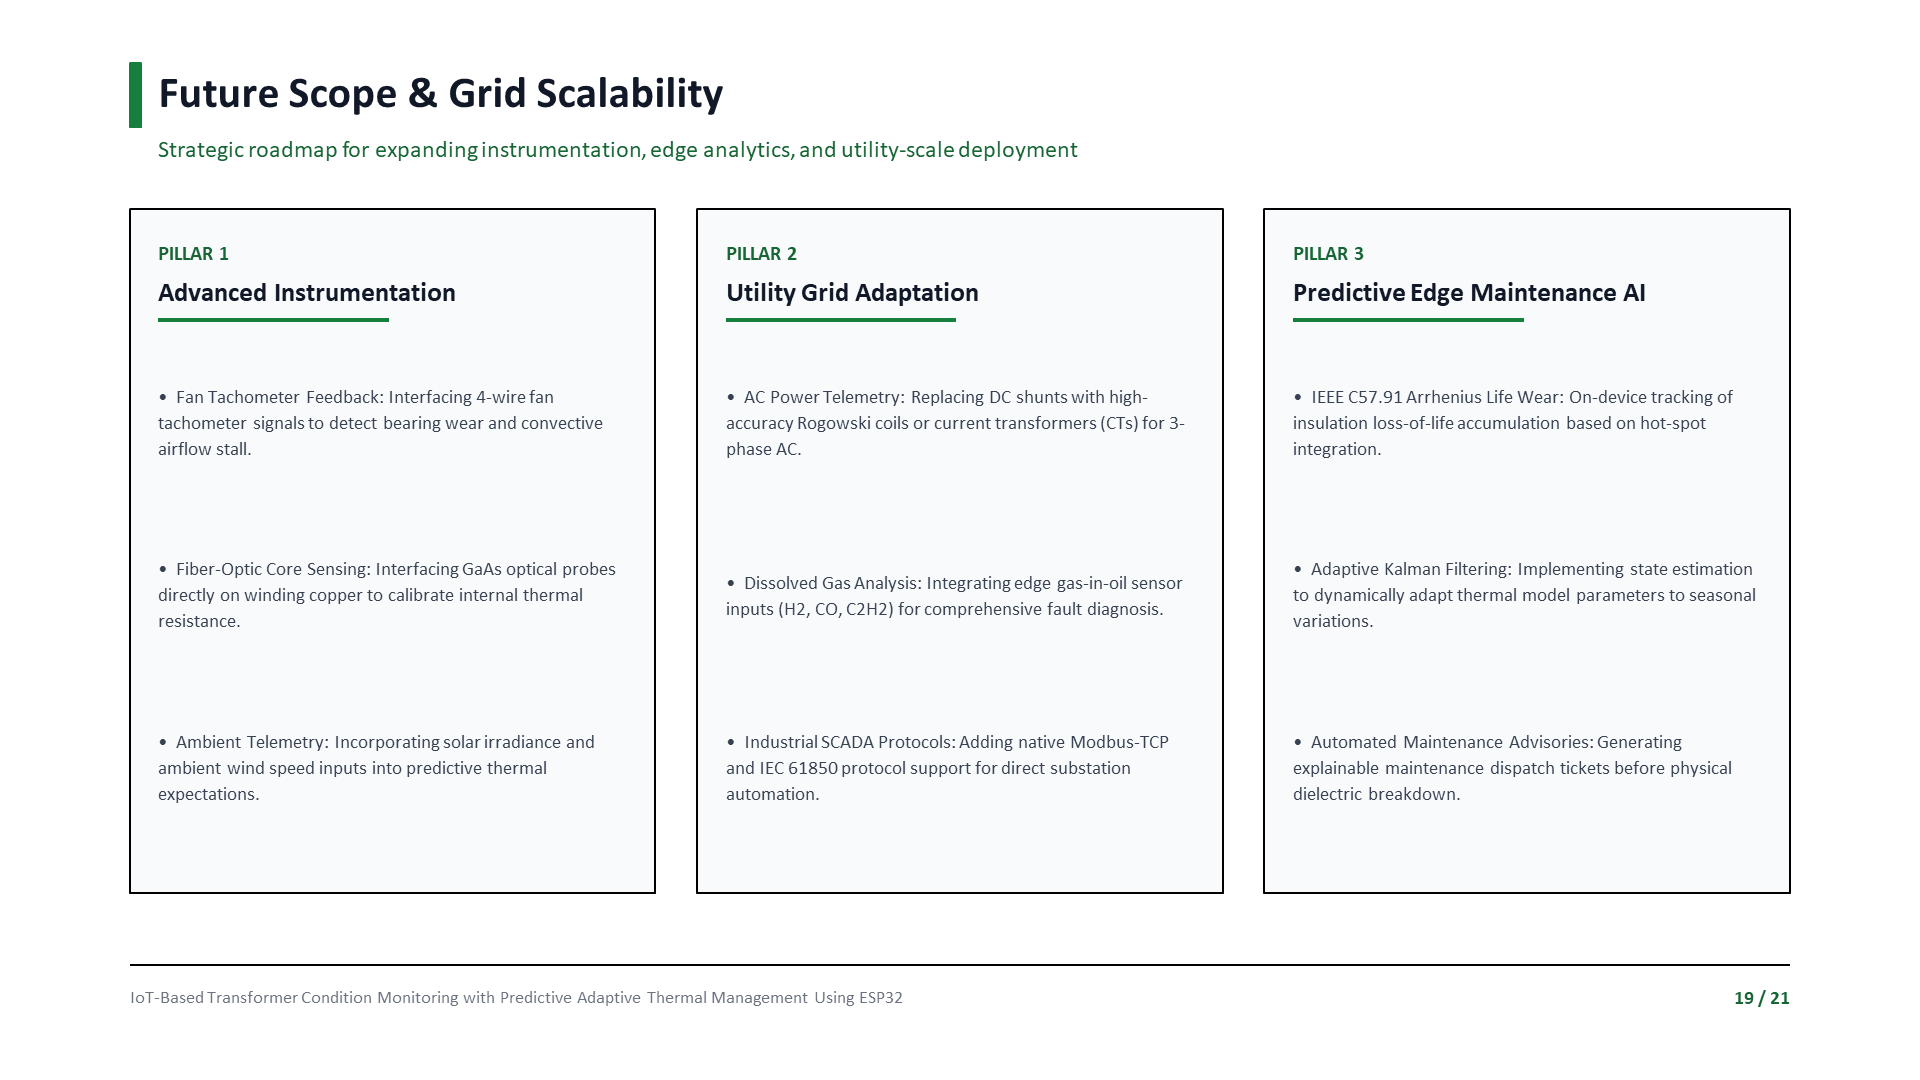 Future Scope & Grid Scalability
Strategic roadmap for expanding instrumentation, edge analytics, and utility-scale deployment
PILLAR 1
Advanced Instrumentation
• Fan Tachometer Feedback: Interfacing 4-wire fan
tachometer signals to detect bearing wear and convective
airflow stall.
• Fiber-Optic Core Sensing: Interfacing GaAs optical probes
directly on winding copper to calibrate internal thermal
resistance.
• Ambient Telemetry: Incorporating solar irradiance and
ambient wind speed inputs into predictive thermal
expectations.
PILLAR 2
Utility Grid Adaptation
• AC Power Telemetry: Replacing DC shunts with high-
accuracy Rogowski coils or current transformers (CTs) for 3-
phase AC.
• Dissolved Gas Analysis: Integrating edge gas-in-oil sensor
inputs (H2, CO, C2H2) for comprehensive fault diagnosis.
• Industrial SCADA Protocols: Adding native Modbus-TCP
and IEC 61850 protocol support for direct substation
automation.
PILLAR 3
Predictive Edge Maintenance AI
• IEEE C57.91 Arrhenius Life Wear: On-device tracking of
insulation loss-of-life accumulation based on hot-spot
integration.
• Adaptive Kalman Filtering: Implementing state estimation
to dynamically adapt thermal model parameters to seasonal
variations.
• Automated Maintenance Advisories: Generating
explainable maintenance dispatch tickets before physical
dielectric breakdown.
IoT-Based Transformer Condition Monitoring with Predictive Adaptive Thermal Management Using ESP32
19 / 21